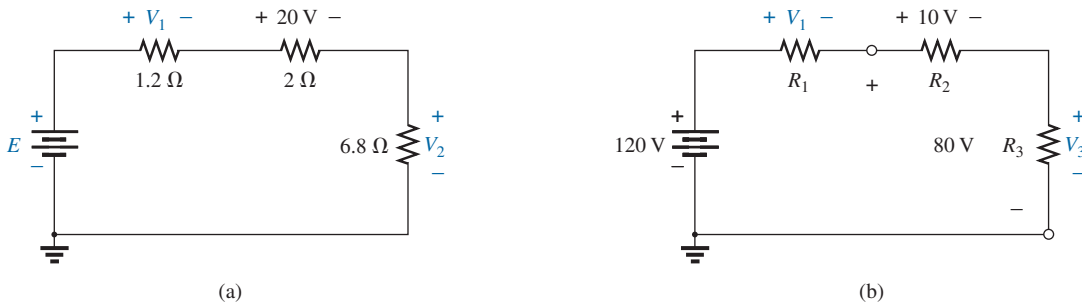 + V1 − + 20 V −
1.2 Ω 2 Ω
+
E
−
6.8 Ω
+
V2
−
(a)
+ V1 − + 10 V −
R1 + R2
+
120 V
−
80 V
R3
+
V3
−
−
(b)